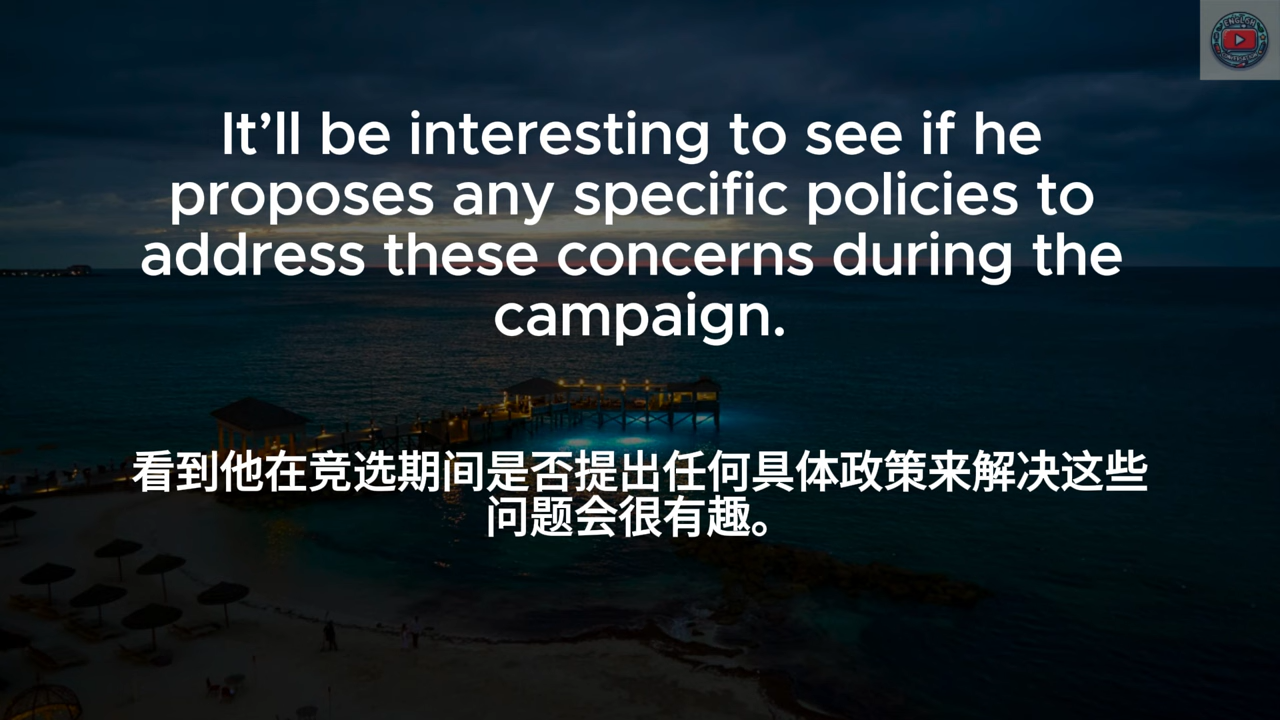 ENGLISH
CONVERSATION
It’ll be interesting to see if he
proposes any specific policies to
address these concerns during the
campaign.
看到他在竞选期间是否提出任何具体政策来解决这些
问题会很有趣。